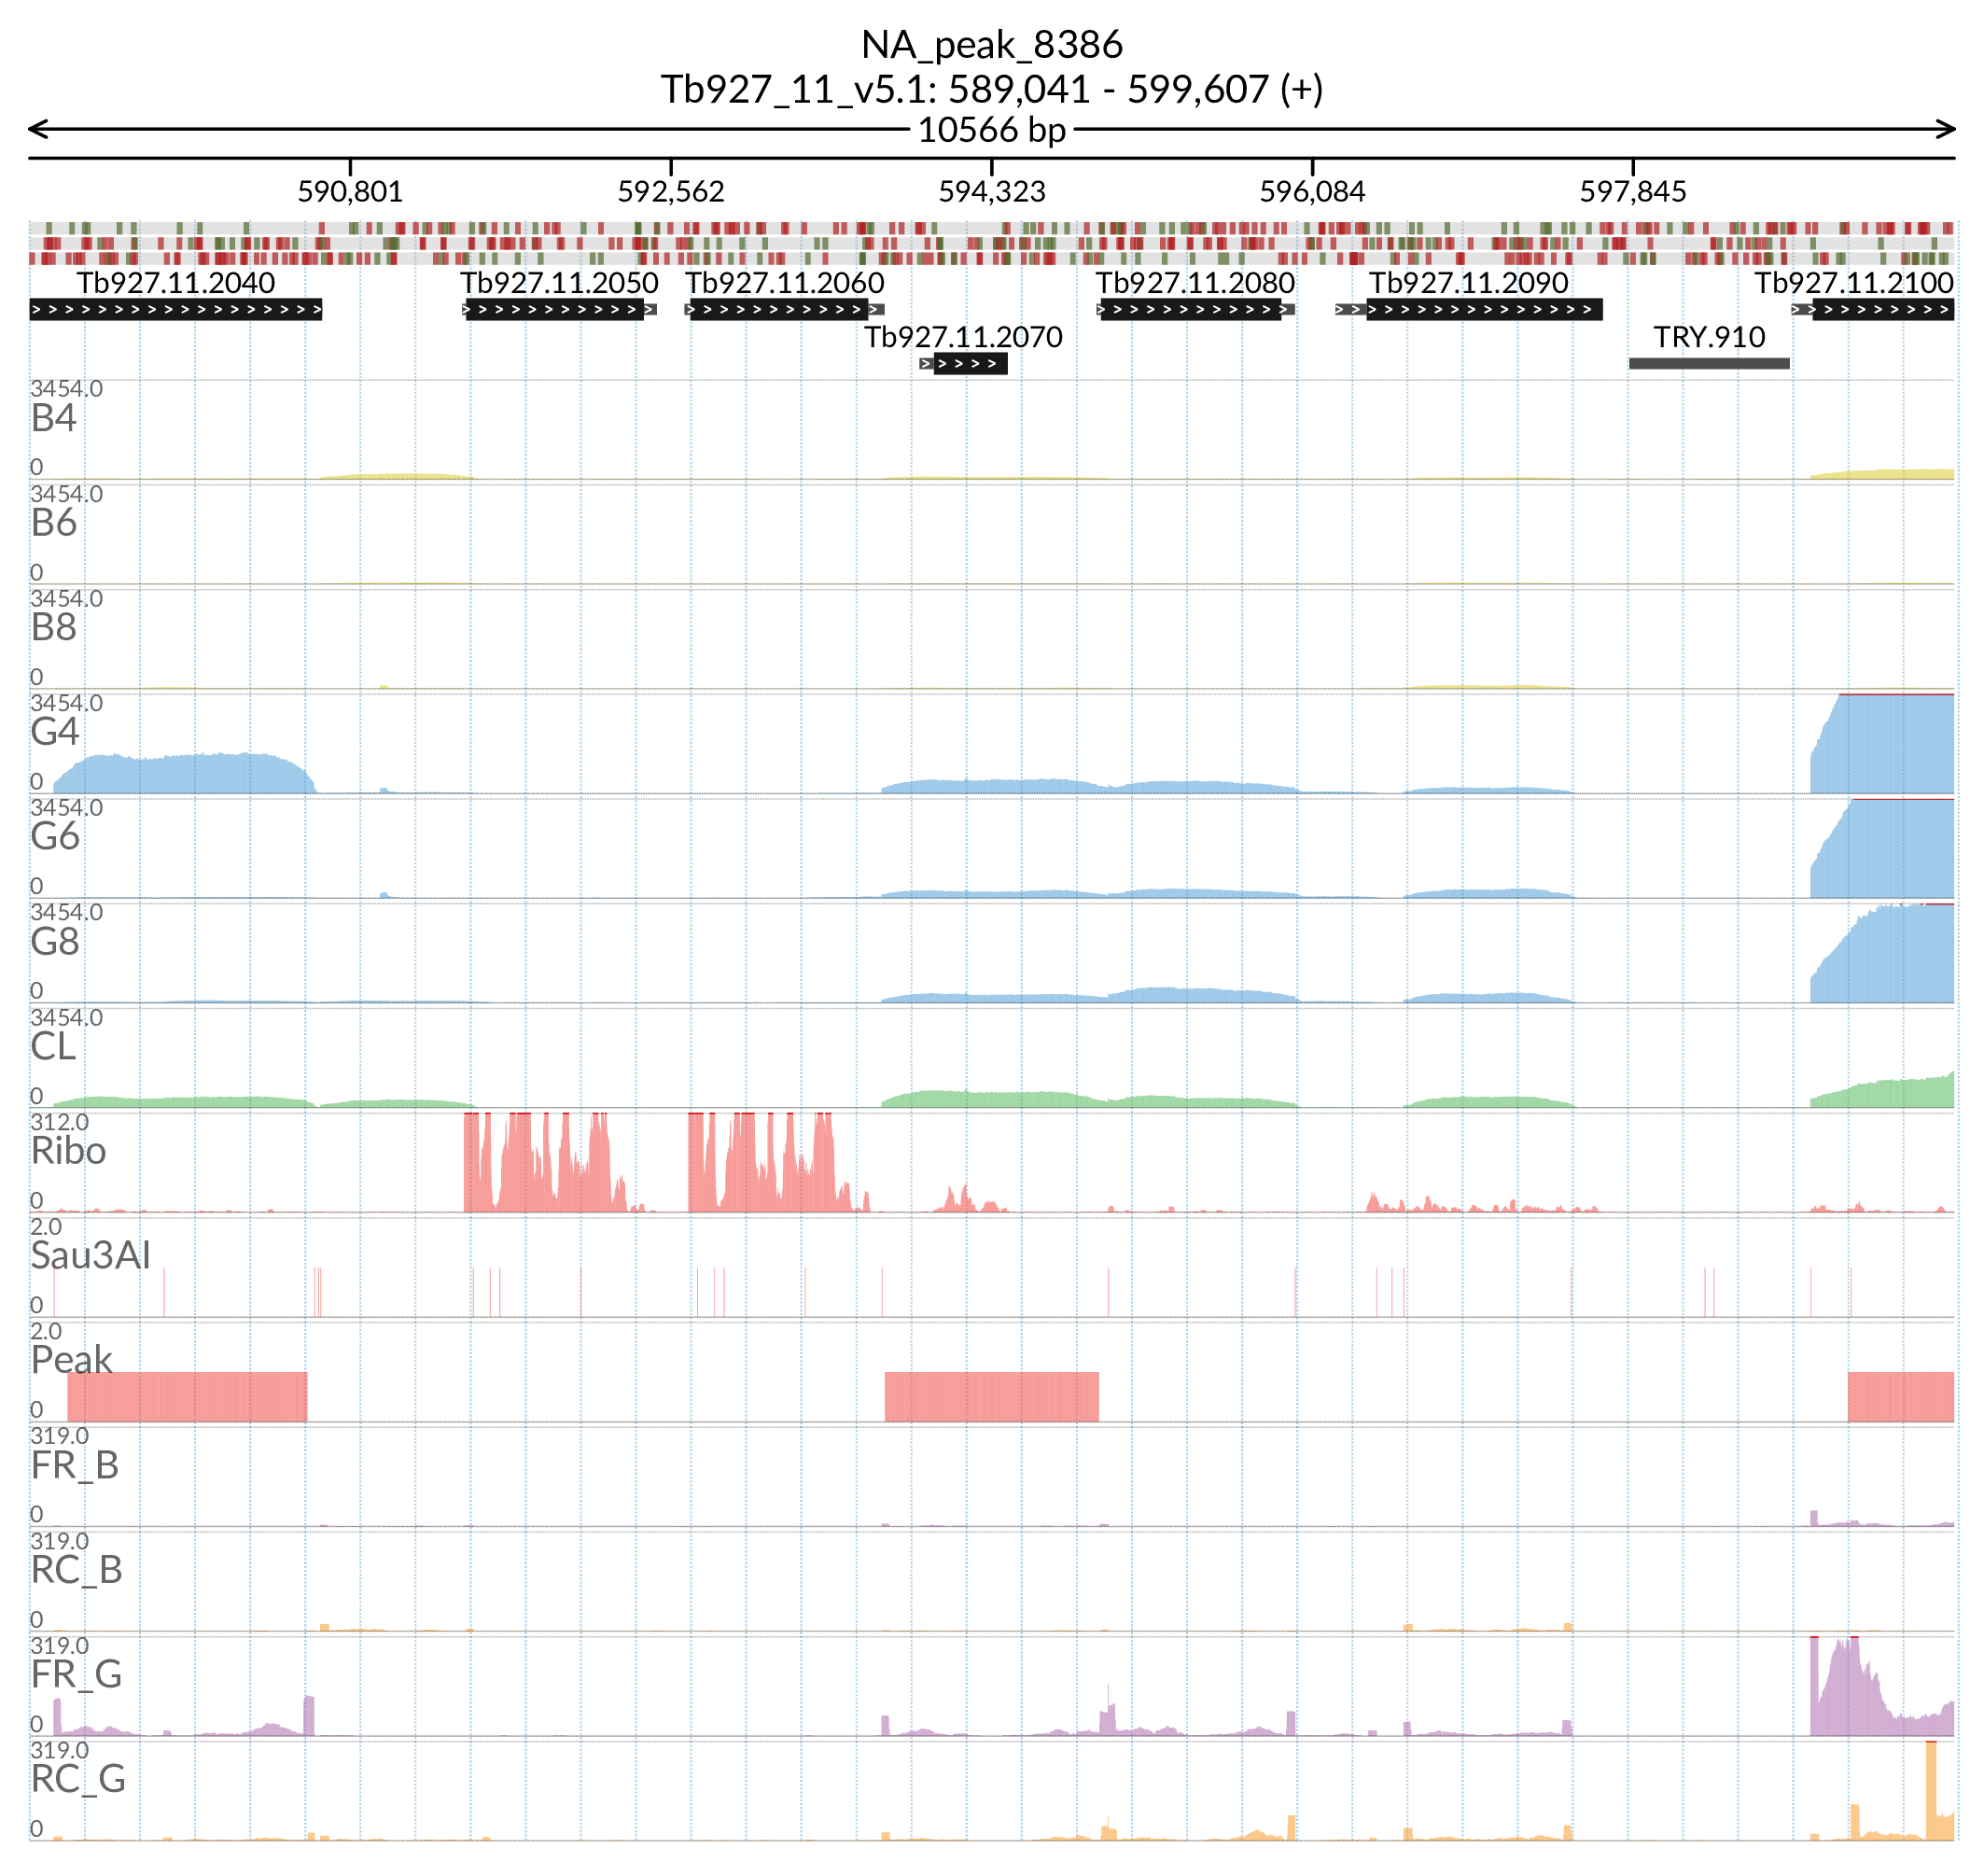 NA_peak_8386
Tb927_11_v5.1: 589,041 - 599,607 (+)
10566 bp
590,801 592,562 594,323 596,084 597,845
Tb927.11.2040 Tb927.11.2050 Tb927.11.2060 Tb927.11.2080 Tb927.11.2090 Tb927.11.2100
Tb927.11.2070 TRY.910
3454.0
B4
0
3454.0
B6
0
3454.0
B8
0
3454.0
G4
0
3454.0
G6
0
3454.0
G8
0
3454.0
CL
0
312.0
Ribo
0
2.0
Sau3AI
0
2.0
Peak
0
319.0
FR_B
0
319.0
RC_B
0
319.0
FR_G
0
319.0
RC_G
0